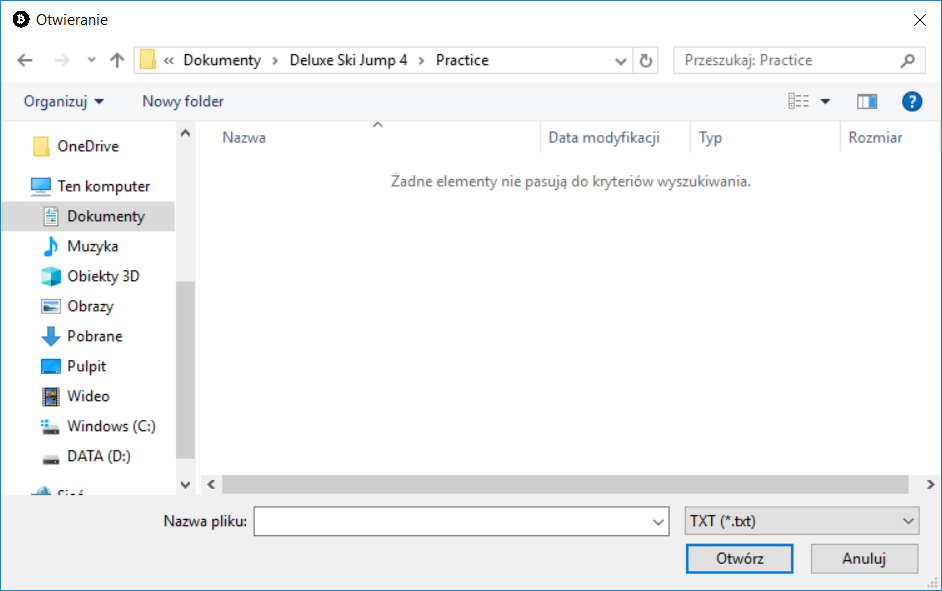 Otwieranie
« Dokumenty > Deluxe Ski Jump 4 > Practice
Przeszukaj: Practice
Organizuj
Nowy folder
?
OneDrive
Ten komputer
Dokumenty
Muzyka
Obiekty 3D
Obrazy
Pobrane
Pulpit
Wideo
Windows (C:)
DATA (D:)
Sieć
Nazwa
Data modyfikacji
Typ
Rozmiar
Żadne elementy nie pasują do kryteriów wyszukiwania.
Nazwa pliku:
TXT (*.txt)
Otwórz
Anuluj